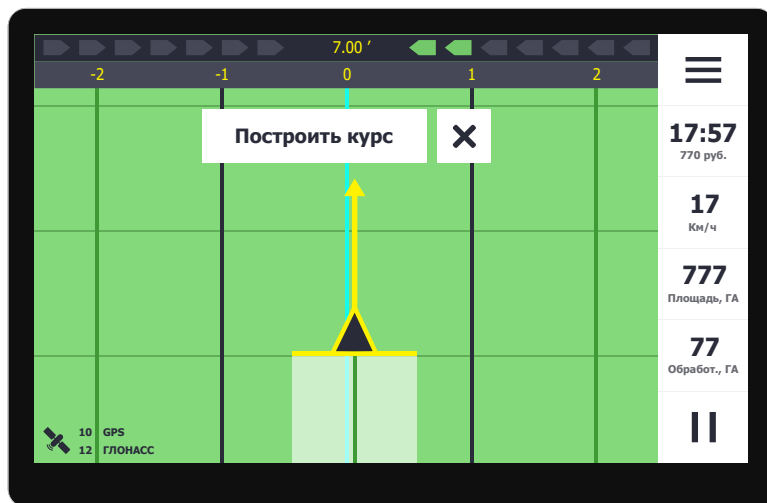 7.00 ′
-2 -1 0 1 2
Построить курс
17:57
770 руб.
17
Км/ч
777
Площадь, ГА
77
Обработ., ГА
10 GPS
12 ГЛОНАСС